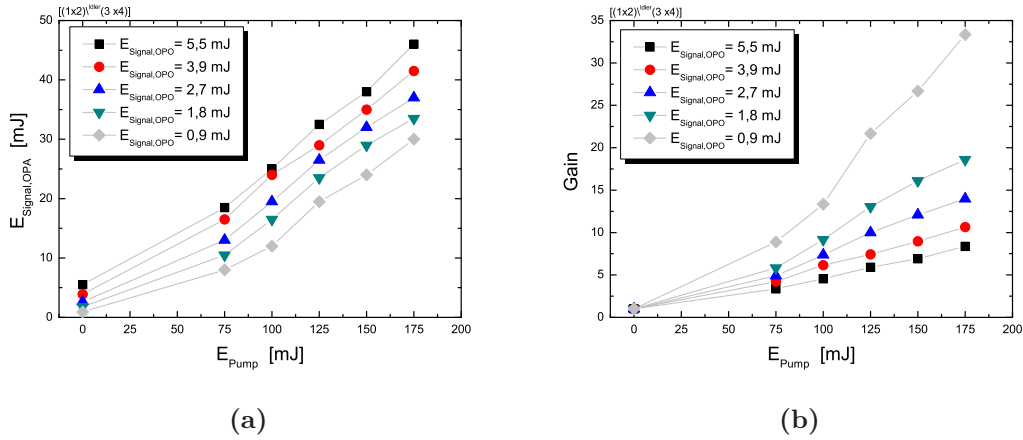 [(1x2)\Idler(3 x4)]
E_Signal,OPO = 5,5 mJ
E_Signal,OPO = 3,9 mJ
E_Signal,OPO = 2,7 mJ
E_Signal,OPO = 1,8 mJ
E_Signal,OPO = 0,9 mJ
50
40
30
20
10
0
E_Signal,OPA [mJ]
0 25 50 75 100 125 150 175 200
E_Pump [mJ]
(a)
[(1x2)\Idler(3 x4)]
E_Signal,OPO = 5,5 mJ
E_Signal,OPO = 3,9 mJ
E_Signal,OPO = 2,7 mJ
E_Signal,OPO = 1,8 mJ
E_Signal,OPO = 0,9 mJ
35
30
25
20
15
10
5
0
Gain
0 25 50 75 100 125 150 175 200
E_Pump [mJ]
(b)